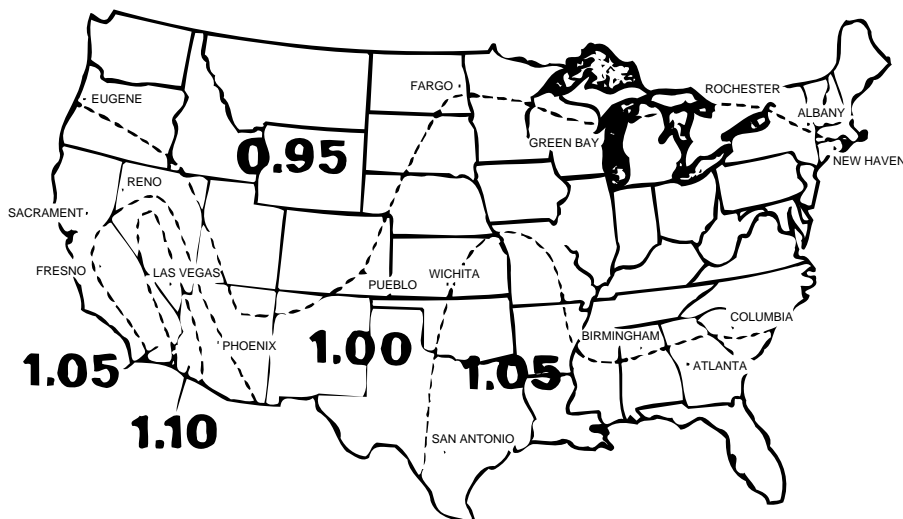 ROCHESTER
FARGO
EUGENE
ALBANY
GREEN BAY
0.95
NEW HAVEN
RENO
SACRAMENT
FRESNO
LAS VEGAS
WICHITA
PUEBLO
COLUMBIA
BIRMINGHAM
PHOENIX
1.00
ATLANTA
1.05
1.05
1.10
SAN ANTONIO